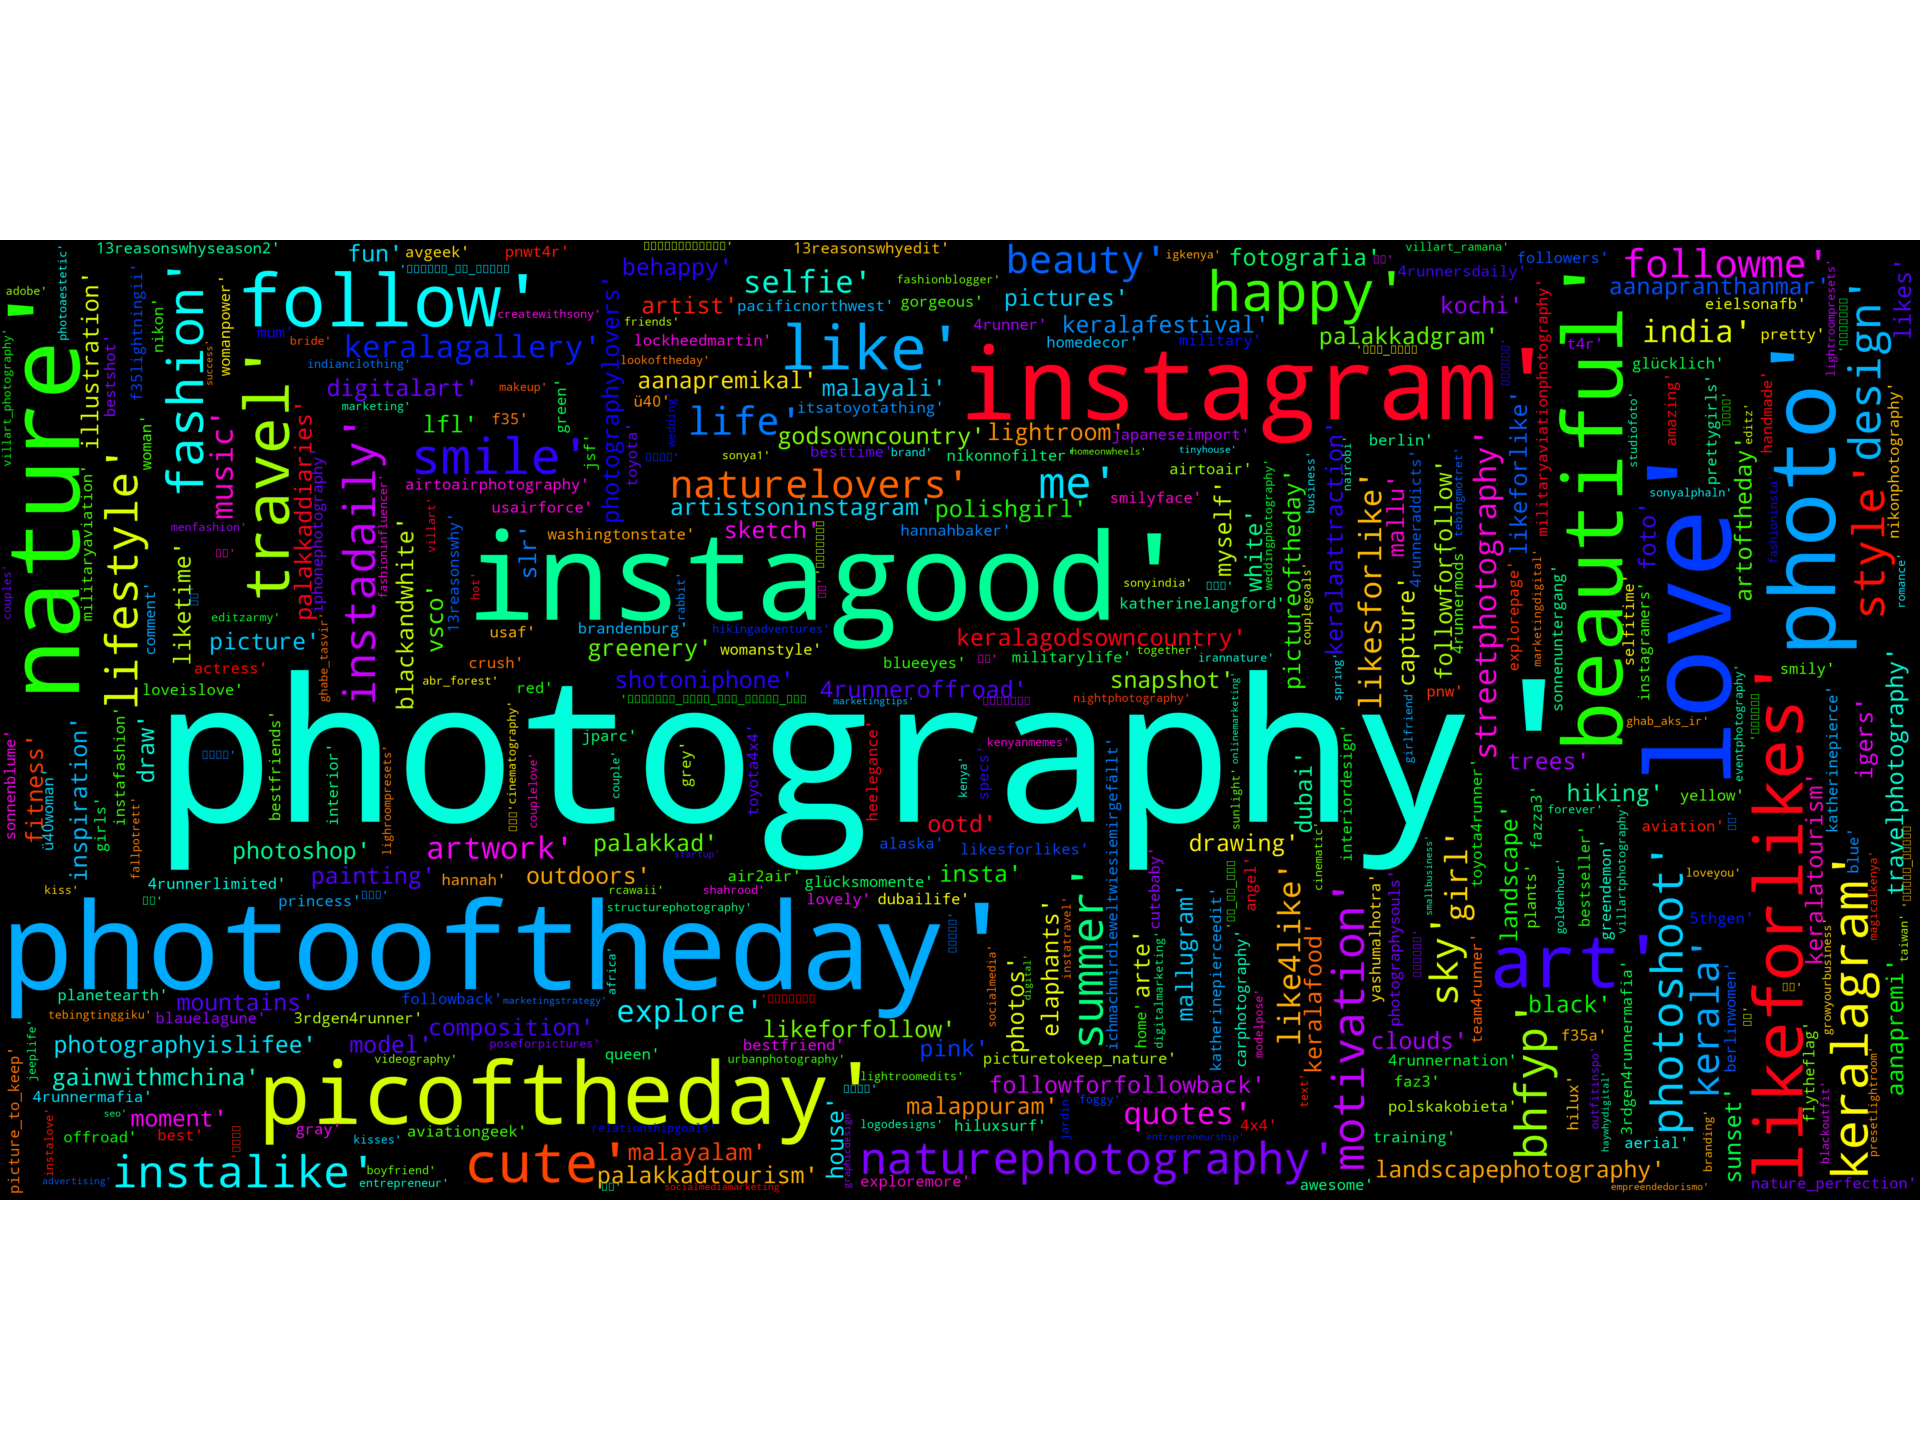 13reasonswhyseason2'
fun'
avgeek'
pnwt4r'
13reasonswhyedit'
beauty'
igkenya'
fotografia
villart_ramana'
followers'
followme'
likes'
adobe'
photoaestetic'
nature'
villart_photography'
militaryaviation'
illustration'
bestshot'
f35lightningii'
nikon'
fashion'
success'
womanpower'
follow'
createwithsony'
mum'
bride'
keralagallery'
indianclothing'
behappy'
selfie'
fashionblogger'
artist'
pacificnorthwest'
gorgeous'
pictures'
happy'
4runnersdaily'
kochi'
aanapranthanmar'
eielsonafb'
friends'
lockheedmartin'
lookoftheday'
photographylovers'
like'
4runner'
keralafestival'
homedecor'
military'
palakkadgram'
india'
pretty'
t4r'
glücklich'
design'
lightroompresets'
travel'
digitalart'
marketing'
makeup'
green'
lfl'
f35'
jsf'
ü40'
toyota'
aanapremikal'
malayali'
itsatoyotathing'
life'
wedding'
instagram'
militaryaviationphotography'
beautiful'
amazing'
prettygirls'
studiofoto'
handmade'
editz'
photo'
woman'
lifestyle'
music'
menfashion'
palakkaddiaries'
iphonephotography'
instadaily'
fashioninfluencer'
smile'
airtoairphotography'
usairforce'
godsowncountry'
lightroom'
japaneseimport'
besttime'
brand'
nikonnofilter'
homeonwheels'
tinyhouse'
sonya1'
naturelovers'
me'
airtoair'
smilyface'
berlin'
artistsoninstagram'
polishgirl'
sketch'
hannahbaker'
washingtonstate'
business'
nairobi'
keralaattraction'
likeforlike'
sonyalphaln'
artoftheday'
fashioninsta'
style'
nikonphotography'
couples'
comment'
liketime'
editzarmy'
blackandwhite'
vsco'
villart'
13reasonswhy'
hot'
instagood'
slr'
sonyindia'
katherinelangford'
myself'
white'
weddingphotography'
pictureoftheday'
couplegoals'
likesforlike'
mallu'
4runneraddicts'
capture'
followforfollow'
tebingmotret'
4runnermods'
streetphotography'
explorepage'
marketingdigital'
sonnenuntergang'
love'
foto'
selfitime'
instagramers'
romance'
picture'
actress'
loveislove'
ghabe_tasvir'
usaf'
crush'
abr_forest'
red'
brandenburg'
rabbit'
hikingadventures'
greenery'
womanstyle'
keralagodsowncountry'
blueeyes'
militarylife'
together'
irannature'
shotoniphone'
4runneroffroad'
marketingtips'
snapshot'
nightphotography'
spring'
girlfriend'
pnw'
smily'
ghab_aks_ir'
sonnenblume'
fitness'
ü40woman'
inspiration'
girls'
instafashion'
draw'
fallpotrett'
photography'
bestfriends'
interior'
lighroompresets'
cinematography'
couplelove'
jparc'
couple'
grey'
toyota4x4'
heelegance'
kenyanmemes'
kenya'
specs'
sunlight'
onlinemarketing'
dubai'
interiordesign'
trees'
hiking'
yellow'
eventphotography'
likeforlikes'
keralatourism'
katherinepierce'
igers'
travelphotography'
photoshop'
artwork'
palakkad'
startup'
ootd'
alaska'
likesforlikes'
drawing'
cinematic'
smallbusiness'
toyota4runner'
fazza3'
forever'
aviation'
blue'
kiss'
4runnerlimited'
painting'
hannah'
outdoors'
air2air'
glücksmomente'
insta'
princess'
rcawaii'
shahrood'
lovely'
dubailife'
structurephotography'
photooftheday'
elaphants'
instatravel'
summer'
ichmachmirdieweltwiesiemirgefällt'
cutebaby'
angel'
like4like'
keralafood'
motivation'
yashumalhotra'
photographysouls'
sky'
girl'
landscape'
plants'
goldenhour'
bestseller'
greendemon'
villartphotography'
photoshoot'
5thgen'
loveyou'
keralagram'
magicalkenya'
taiwan'
aanapremi'
art'
team4runner'
planetearth'
mountains'
followback'
marketingstrategy'
africa'
explore'
socialmedia'
photos'
digital'
home'
arte'
digitalmarketing'
mallugram'
katherinepierceedit'
carphotography'
modelpose'
text'
black'
3rdgen4runnermafia'
kerala'
berlinwomen'
growyourbusiness'
tebingtinggiku'
blauelagune'
3rdgen4runner'
composition'
likeforfollow'
jeeplife'
photographyislifee'
model'
poseforpictures'
bestfriend'
pink'
picturetokeep_nature'
clouds'
bhfyp'
f35a'
flytheflag'
videography'
queen'
urbanphotography'
lightroomedits'
4runnernation'
outfitinspo'
gainwithmchina'
picoftheday'
followforfollowback'
faz3'
4runnermafia'
malappuram'
foggy'
jardin'
polskakobieta'
hilux'
haywhydigital'
presetlightroom'
picture_to_keep'
seo'
moment'
gray'
relationshipgoals'
logodesigns'
hiluxsurf'
quotes'
4x4'
instalove'
offroad'
best'
kisses'
aviationgeek'
entrepreneurship'
training'
aerial'
branding'
sunset'
blackoutfit'
advertising'
instalike'
boyfriend'
entrepreneur'
cute'
malayalam'
palakkadtourism'
socialmediamarketing'
house'
graphicdesign'
naturephotography'
exploremore'
awesome'
landscapephotography'
empreendedorismo'
nature_perfection'